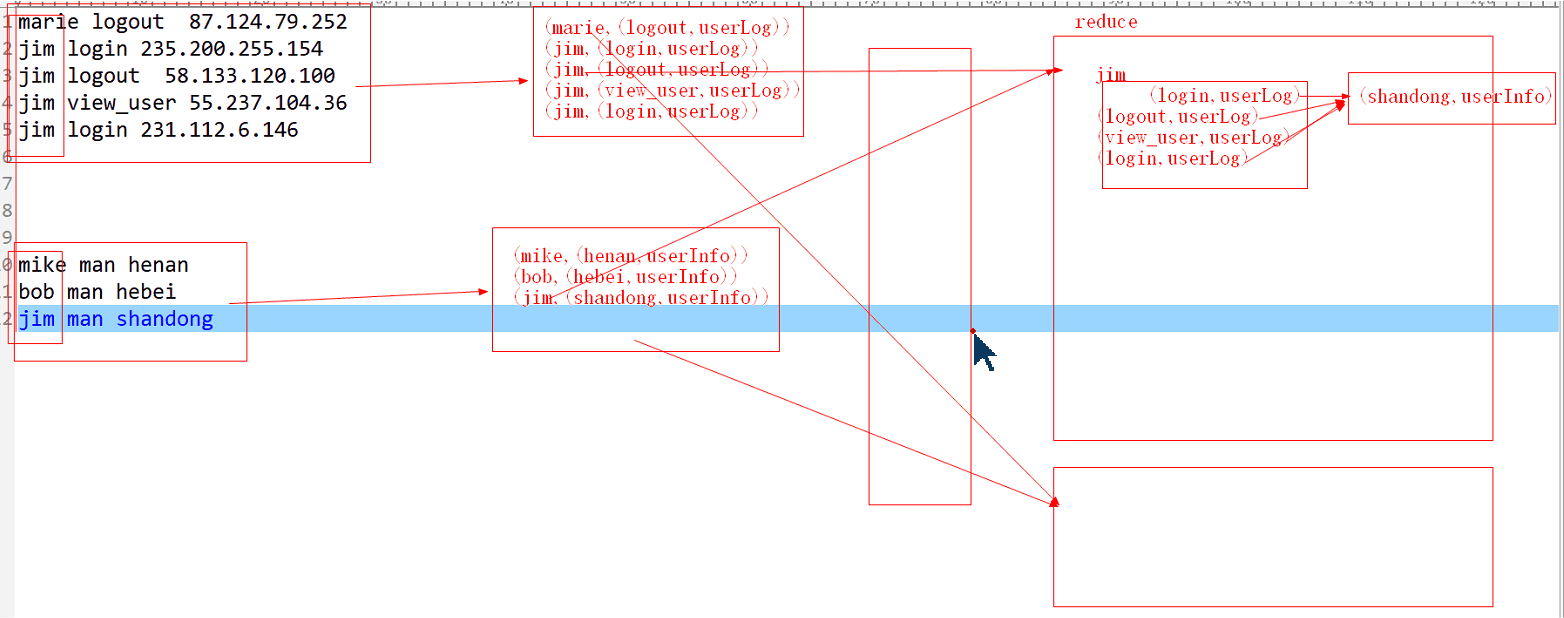 marie logout  87.124.79.252
jim login 235.200.255.154
jim logout  58.133.120.100
jim view_user 55.237.104.36
jim login 231.112.6.146
mike man henan
bob man hebei
jim man shandong
(marie,(logout,userLog))
(jim,(login,userLog))
(jim,(logout,userLog))
(jim,(view_user,userLog))
(jim,(login,userLog))
(mike,(henan,userInfo))
(bob,(hebei,userInfo))
(jim,(shandong,userInfo))
reduce
jim
(login,userLog)
(logout,userLog)
(view_user,userLog)
(login,userLog)
(shandong,userInfo)
1
2
3
4
5
6
7
8
9